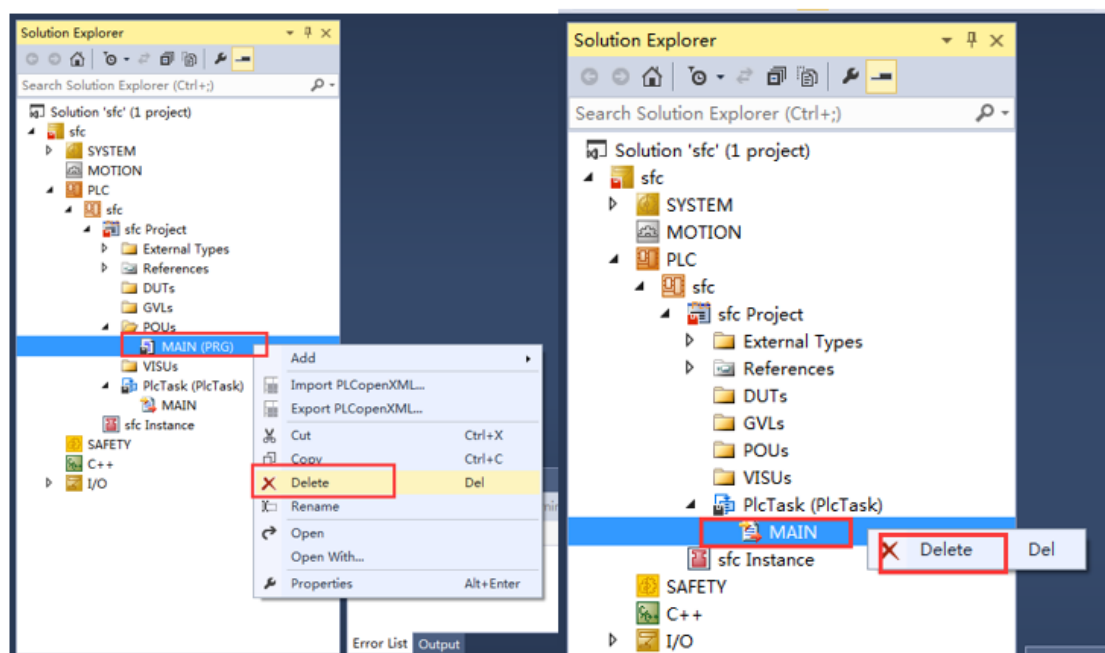 Solution Explorer
Search Solution Explorer (Ctrl+;)
Solution 'sfc' (1 project)
sfc
SYSTEM
MOTION
PLC
sfc
sfc Project
External Types
References
DUTs
GVLs
POUs
MAIN (PRG)
VISUs
PlcTask (PlcTask)
MAIN
sfc Instance
SAFETY
C++
I/O
Add
Import PLCopenXML...
Export PLCopenXML...
Cut Ctrl+X
Copy Ctrl+C
Delete Del
Rename
Open
Open With...
Properties Alt+Enter
Error List Output
Solution Explorer
Search Solution Explorer (Ctrl+;)
Solution 'sfc' (1 project)
sfc
SYSTEM
MOTION
PLC
sfc
sfc Project
External Types
References
DUTs
GVLs
POUs
VISUs
PlcTask (PlcTask)
MAIN
Delete Del
sfc Instance
SAFETY
C++
I/O